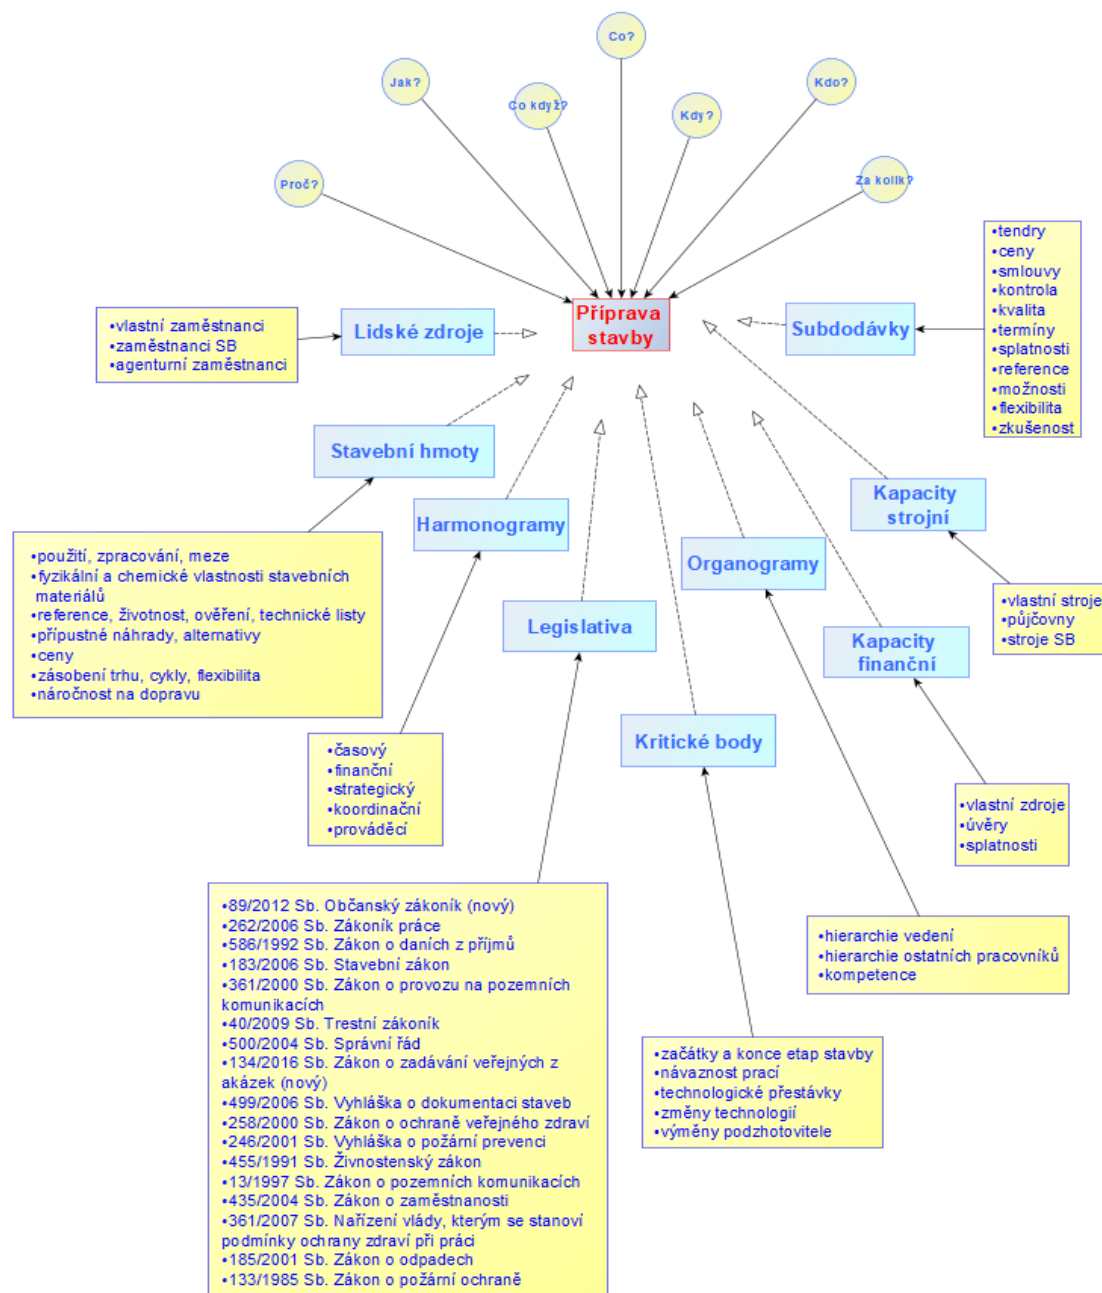 Co?
Jak?
Kdo?
Co když?
Kdy?
Proč?
Za kolik?
•tendry
•ceny
•smlouvy
•kontrola
•kvalita
•termíny
•splatnosti
•reference
•možnosti
•flexibilita
•zkušenost
Příprava
stavby
•vlastní zaměstnanci
•zaměstnanci SB
•agenturní zaměstnanci
Lidské zdroje
Subdodávky
Stavební hmoty
Kapacity
strojní
Harmonogramy
•použití, zpracování, meze
•fyzikální a chemické vlastnosti stavebních
materiálů
•reference, životnost, ověření, technické listy
•přípustné náhrady, alternativy
•ceny
•zásobení trhu, cykly, flexibilita
•náročnost na dopravu
Organogramy
•vlastní stroje
•půjčovny
•stroje SB
Legislativa
Kapacity
finanční
Kritické body
•časový
•finanční
•strategický
•koordinační
•prováděcí
•vlastní zdroje
•úvěry
•splatnosti
•89/2012 Sb. Občanský zákoník (nový)
•262/2006 Sb. Zákoník práce
•586/1992 Sb. Zákon o daních z příjmů
•183/2006 Sb. Stavební zákon
•361/2000 Sb. Zákon o provozu na pozemních
komunikacích
•40/2009 Sb. Trestní zákoník
•500/2004 Sb. Správní řád
•134/2016 Sb. Zákon o zadávání veřejných z
akázek (nový)
•499/2006 Sb. Vyhláška o dokumentaci staveb
•258/2000 Sb. Zákon o ochraně veřejného zdraví
•246/2001 Sb. Vyhláška o požární prevenci
•455/1991 Sb. Živnostenský zákon
•13/1997 Sb. Zákon o pozemních komunikacích
•435/2004 Sb. Zákon o zaměstnanosti
•361/2007 Sb. Nařízení vlády, kterým se stanoví
podmínky ochrany zdraví při práci
•185/2001 Sb. Zákon o odpadech
•133/1985 Sb. Zákon o požární ochraně
•hierarchie vedení
•hierarchie ostatních pracovníků
•kompetence
•začátky a konce etap stavby
•návaznost prací
•technologické přestávky
•změny technologií
•výměny podzhotovitele